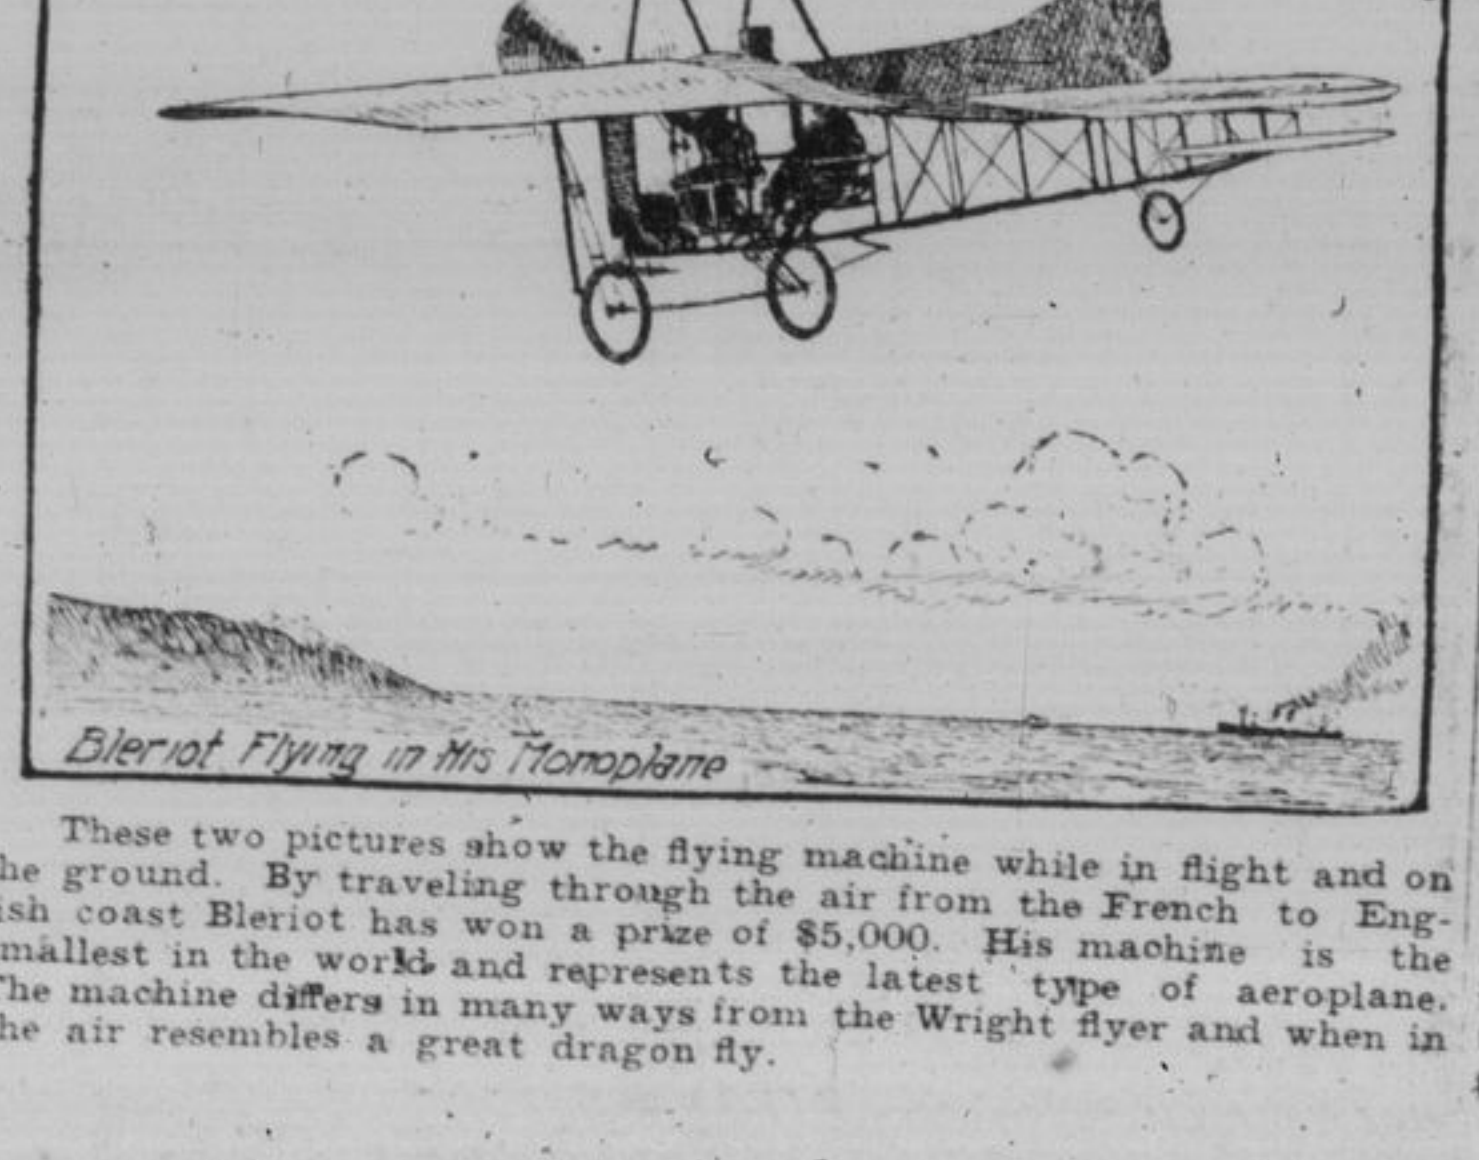 Bleriot Flying in His Monoplane
These two pictures show the flying machine while in flight and on
he ground. By traveling through the air from the French to Eng-
ish coast Bleriot has won a prize of $5,000. His machine is the
mallest in the world and represents the latest type of aeroplane.
The machine differs in many ways from the Wright flyer and when in
he air resembles a great dragon fly.